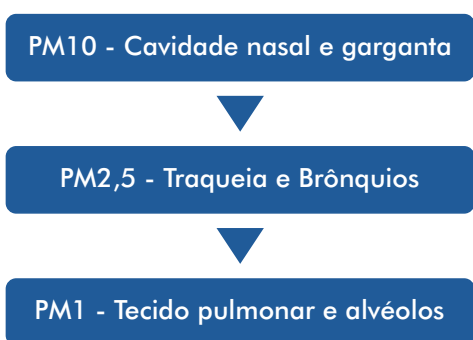 PM10 - Cavidade nasal e garganta
PM2,5 - Traqueia e Brônquios
PM1 - Tecido pulmonar e alvéolos